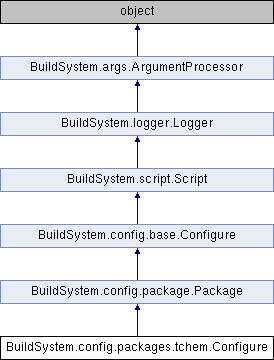 object
BuildSystem.args.ArgumentProcessor
BuildSystem.logger.Logger
BuildSystem.script.Script
BuildSystem.config.base.Configure
BuildSystem.config.package.Package
BuildSystem.config.packages.tchem.Configure